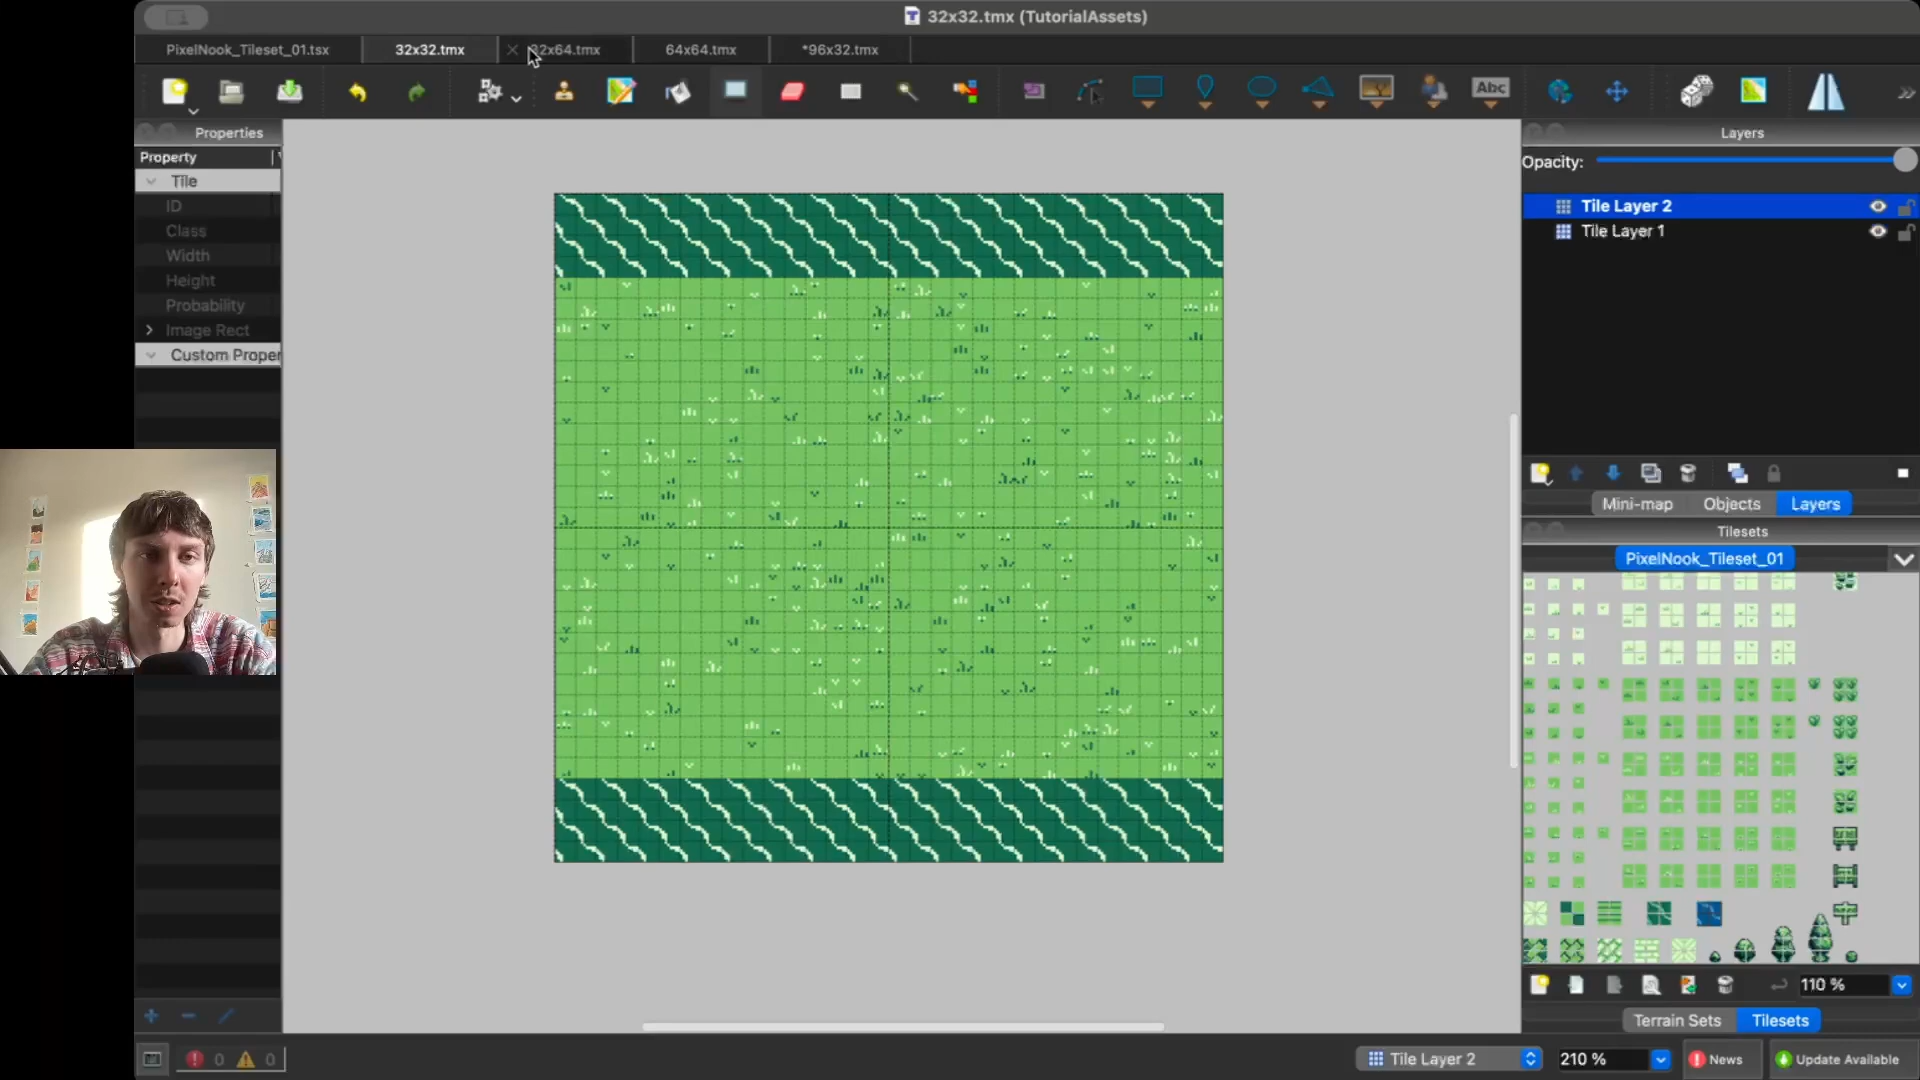 32x32.tmx (TutorialAssets)
PixelNook_Tileset_01.tsx
32x32.tmx
32x64.tmx
64x64.tmx
*96x32.tmx
Abc
Properties
Property
Tile
ID
Class
Width
Height
Probability
Image Rect
Custom Proper
Layers
Opacity:
Tile Layer 2
Tile Layer 1
Mini-map
Objects
Layers
Tilesets
PixelNook_Tileset_01
110 %
Terrain Sets
Tilesets
0
0
Tile Layer 2
210 %
News
Update Available